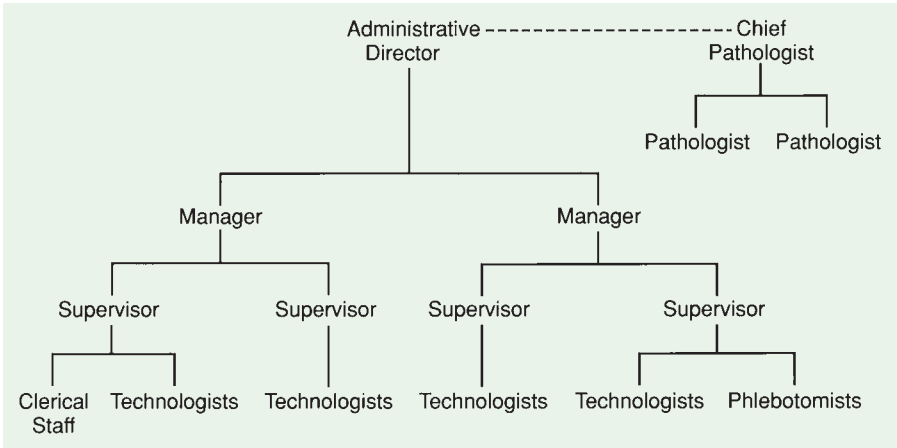 Administrative Chief
Director Pathologist
Pathologist Pathologist
Manager Manager
Supervisor Supervisor Supervisor Supervisor
Clerical Technologists Technologists Technologists Technologists Phlebotomists
Staff